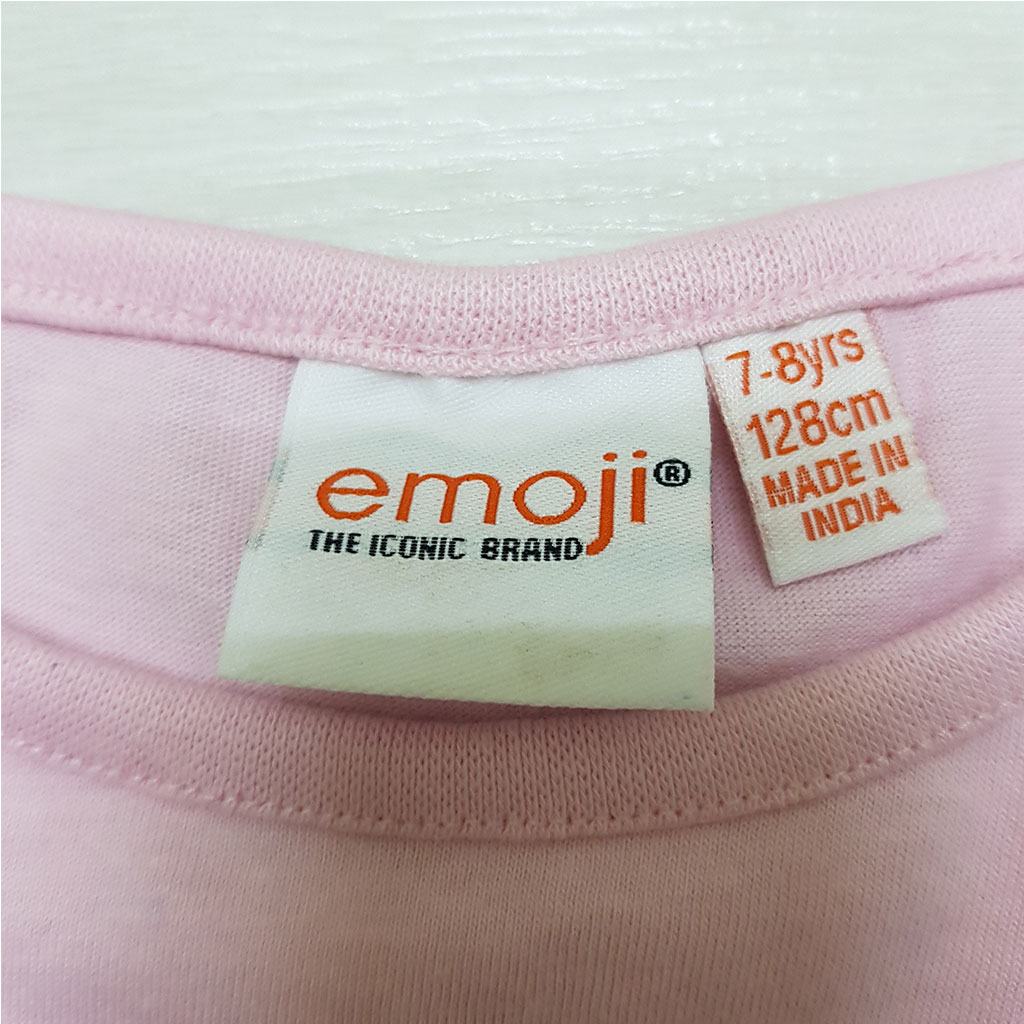 emoji®
THE ICONIC BRAND
7-8yrs
128cm
MADE IN
INDIA